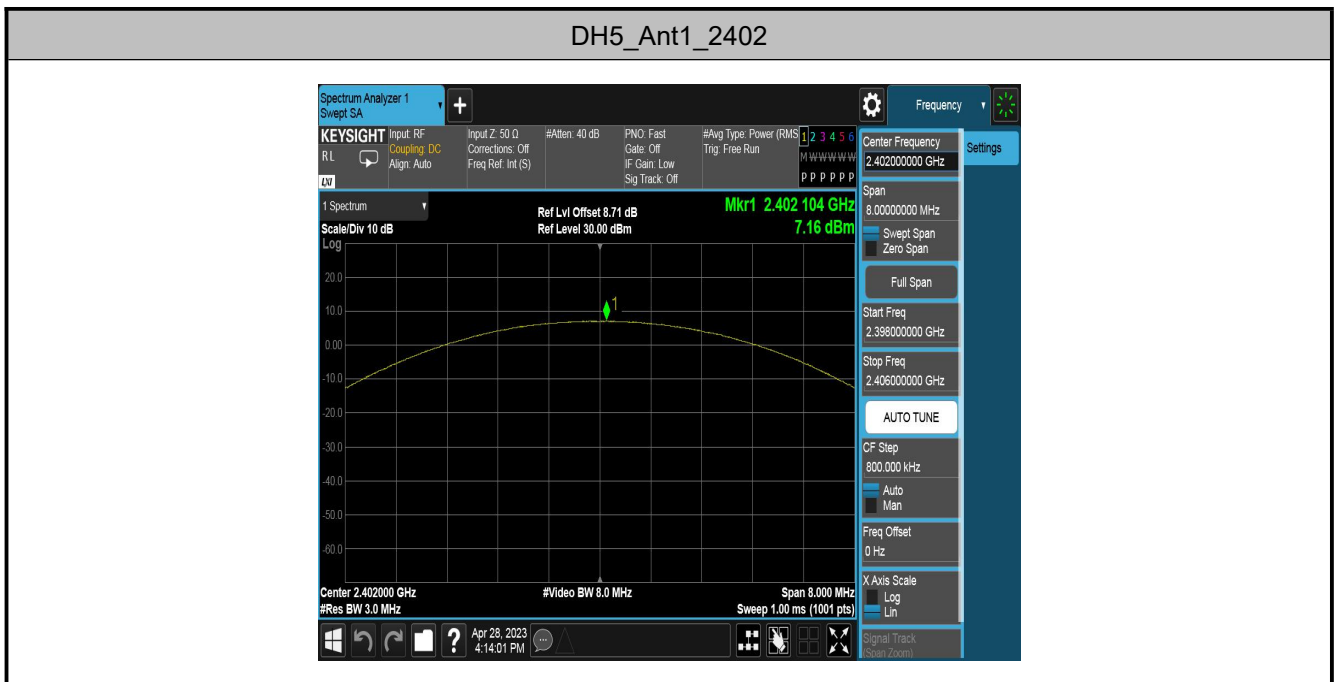 DH5_Ant1_2402
Spectrum Analyzer 1
Swept SA
+
Frequency
KEYSIGHT
RL
LXI
Input: RF
Coupling: DC
Align: Auto
Input Z: 50 Ω
Corrections: Off
Freq Ref: Int (S)
#Atten: 40 dB
PNO: Fast
Gate: Off
IF Gain: Low
Sig Track: Off
#Avg Type: Power (RMS
Trig: Free Run
1 2 3 4 5 6
M W W W W W
P P P P P P
1 Spectrum
Scale/Div 10 dB
Ref Lvl Offset 8.71 dB
Ref Level 30.00 dBm
Mkr1 2.402 104 GHz
7.16 dBm
Log
20.0
10.0
0.00
-10.0
-20.0
-30.0
-40.0
-50.0
-60.0
1
Center 2.402000 GHz
#Res BW 3.0 MHz
#Video BW 8.0 MHz
Span 8.000 MHz
Sweep 1.00 ms (1001 pts)
Center Frequency
2.402000000 GHz
Settings
Span
8.00000000 MHz
Swept Span
Zero Span
Full Span
Start Freq
2.398000000 GHz
Stop Freq
2.406000000 GHz
AUTO TUNE
CF Step
800.000 kHz
Auto
Man
Freq Offset
0 Hz
X Axis Scale
Log
Lin
Signal Track
(Span Zoom)
?
Apr 28, 2023
4:14:01 PM